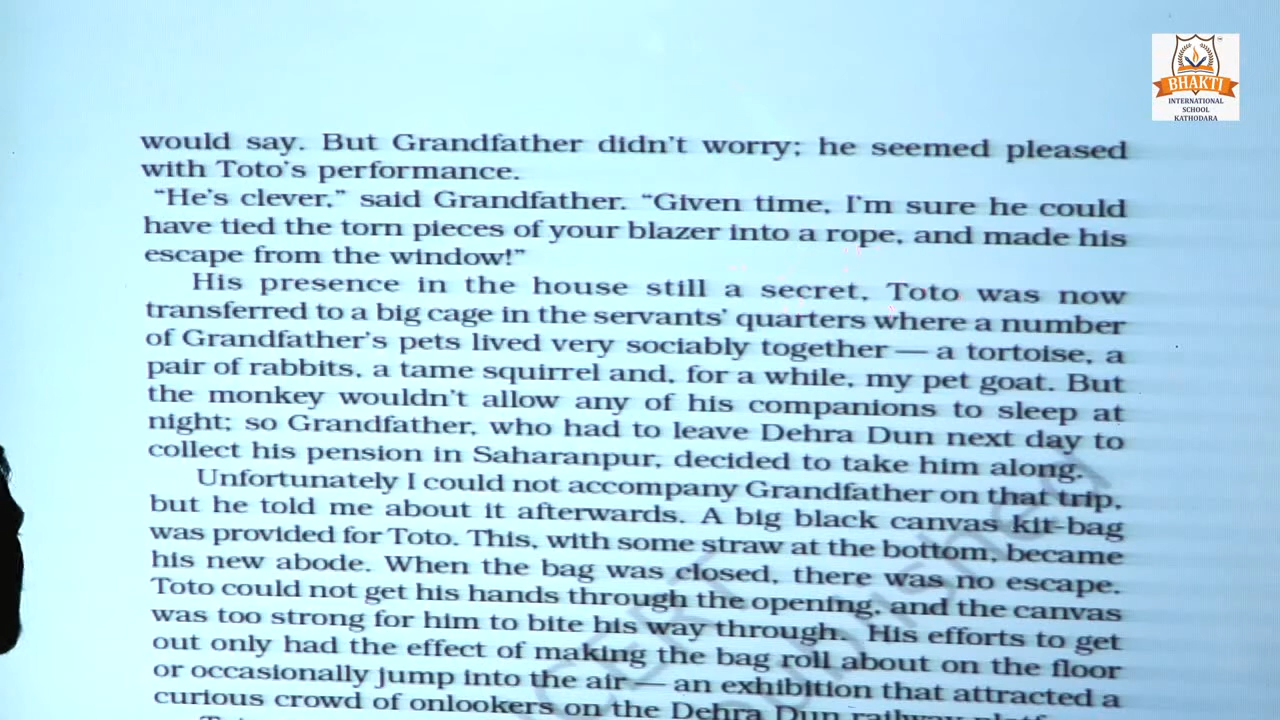 BHAKTI
INTERNATIONAL
SCHOOL
KATHODARA
would say. But Grandfather didn't worry; he seemed pleased
with Toto's performance.
“He's clever,” said Grandfather. “Given time, I'm sure he could
have tied the torn pieces of your blazer into a rope, and made his
escape from the window!”
His presence in the house still a secret, Toto was now
transferred to a big cage in the servants' quarters where a number
of Grandfather's pets lived very sociably together — a tortoise, a
pair of rabbits, a tame squirrel and, for a while, my pet goat. But
the monkey wouldn't allow any of his companions to sleep at
night; so Grandfather, who had to leave Dehra Dun next day to
collect his pension in Saharanpur, decided to take him along.
Unfortunately I could not accompany Grandfather on that trip,
but he told me about it afterwards. A big black canvas kit-bag
was provided for Toto. This, with some straw at the bottom, became
his new abode. When the bag was closed, there was no escape.
Toto could not get his hands through the opening, and the canvas
was too strong for him to bite his way through. His efforts to get
out only had the effect of making the bag roll about on the floor
or occasionally jump into the air — an exhibition that attracted a
curious crowd of onlookers on the Dehra Dun railway